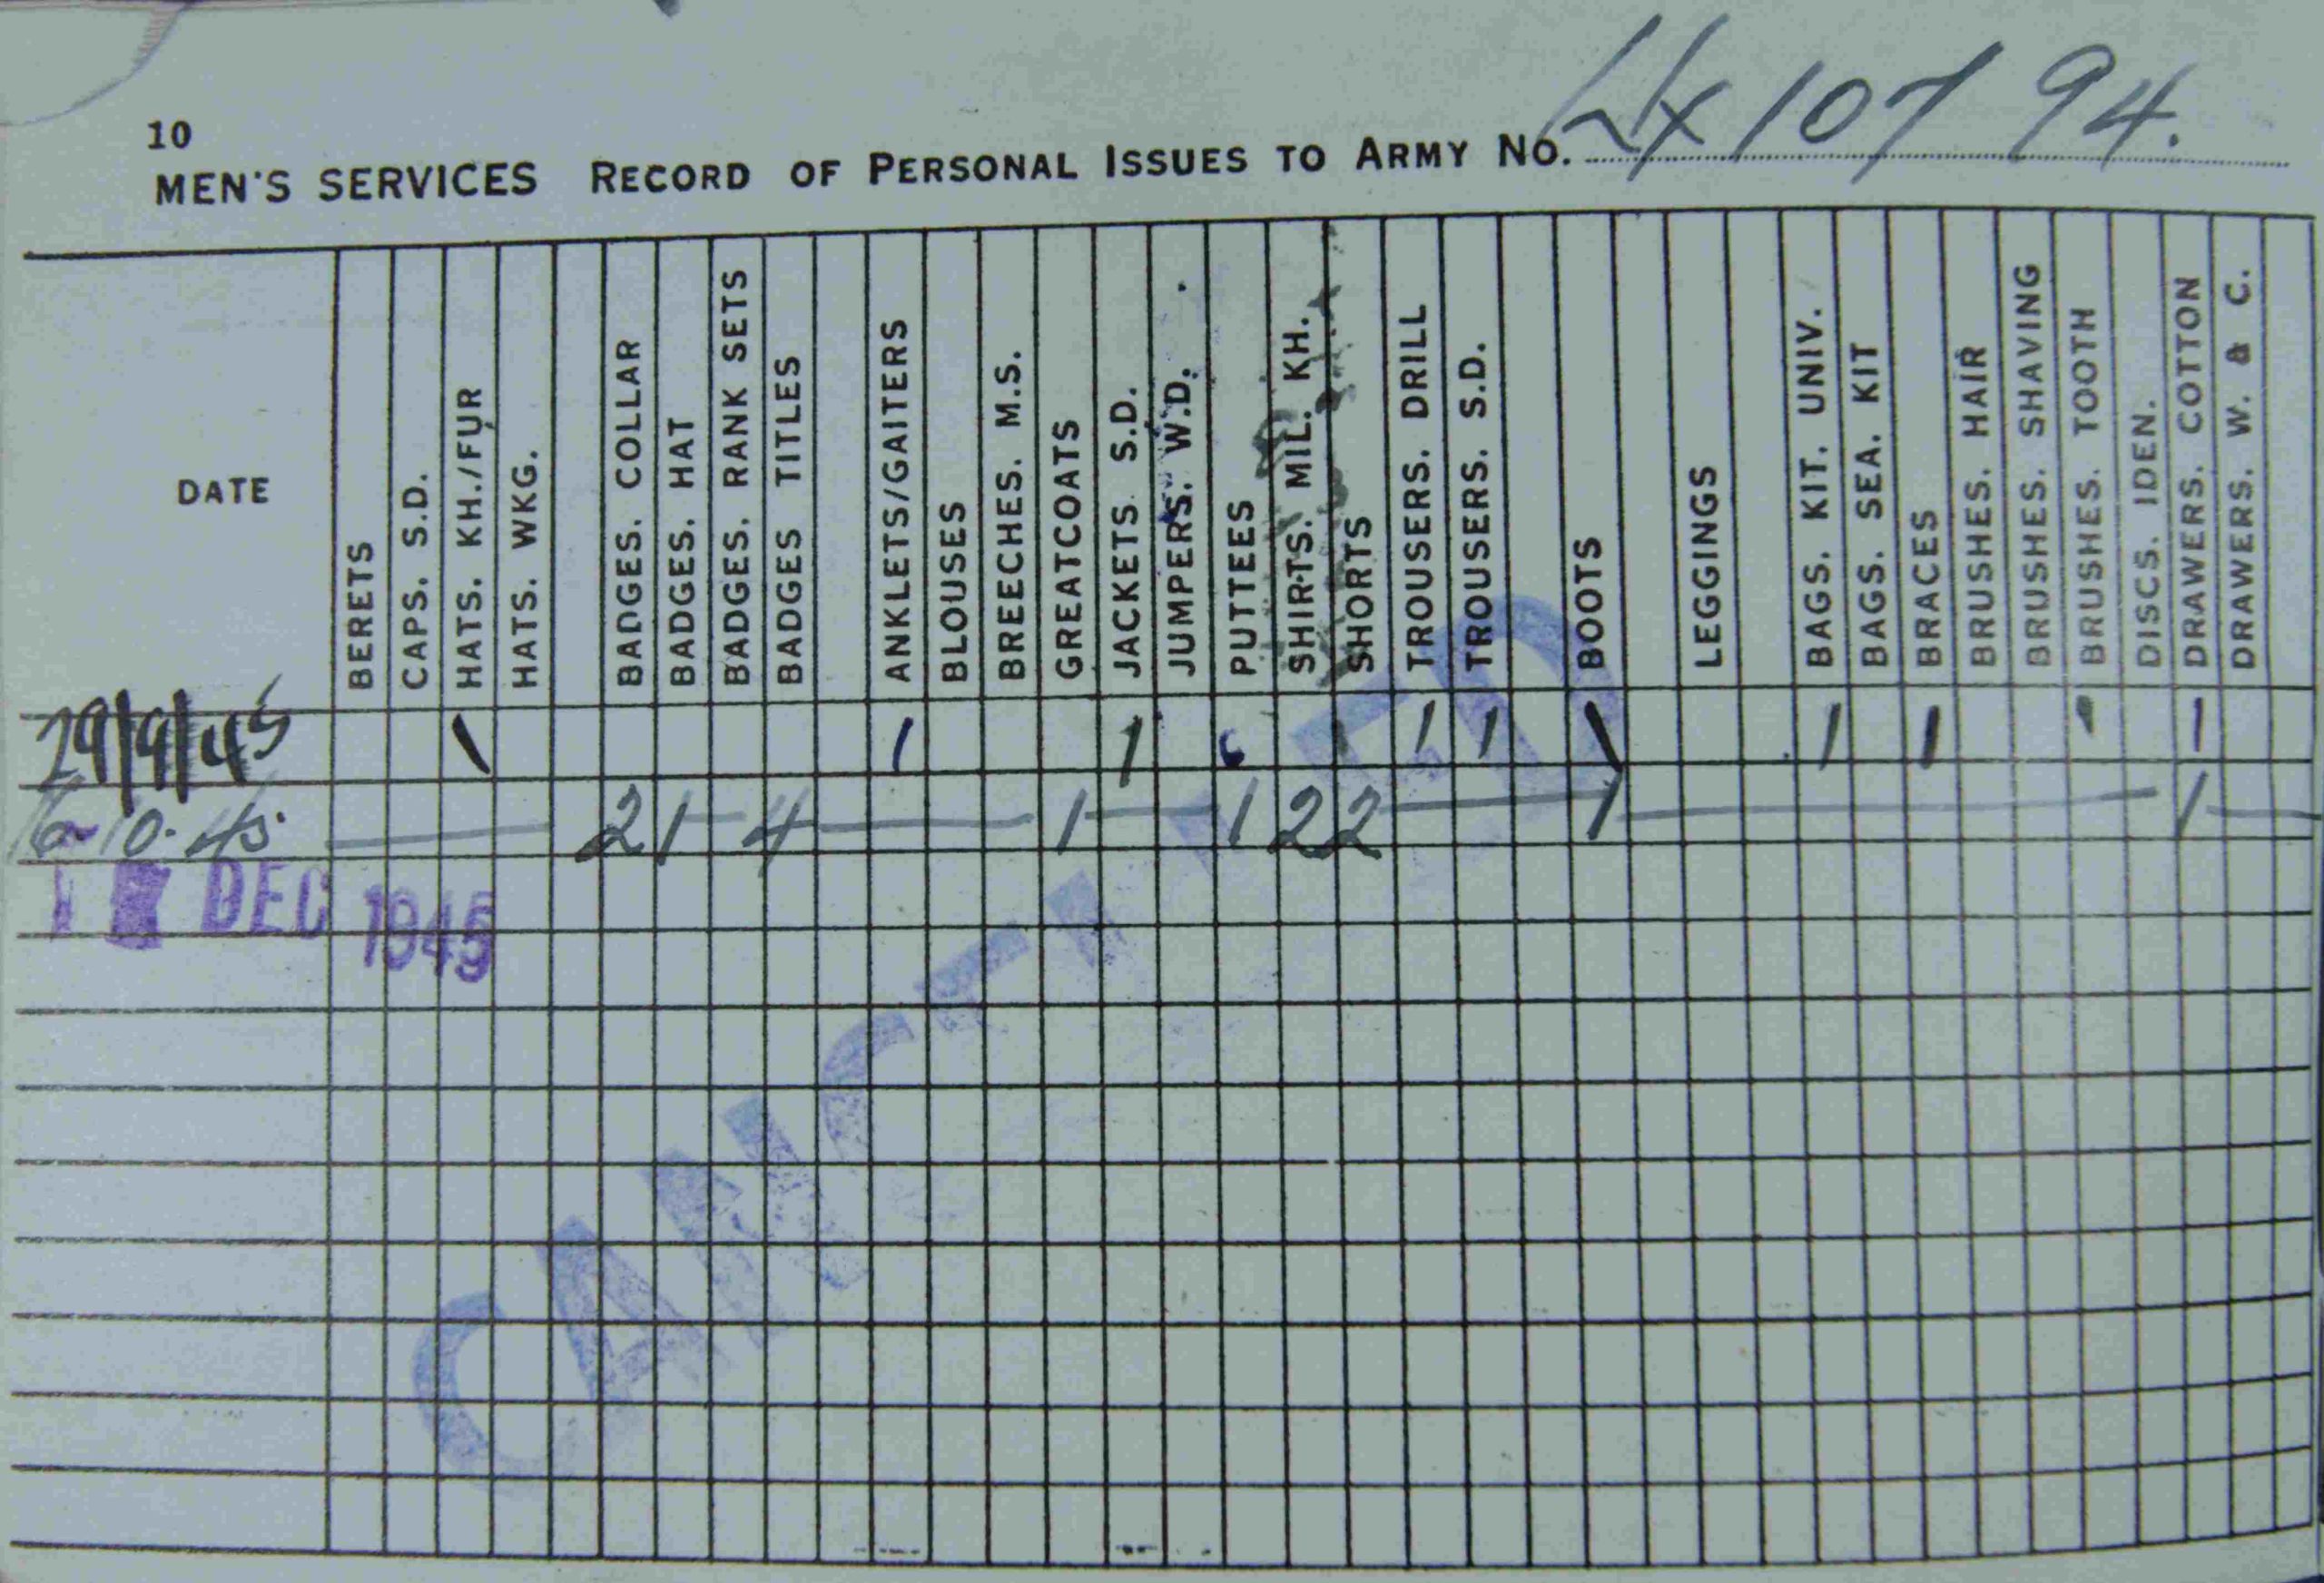 10
MEN'S SERVICES RECORD OF PERSONAL ISSUES TO ARMY NO. 107 94.
DATE
BERETS
CAPS. S.D.
HATS. KH./FUR
HATS. WKG.
BADGES. COLLAR
BADGES. HAT
BADGES. RANK SETS
BADGES TITLES
ANKLETS/GAITERS
BLOUSES
BREECHES. M.S.
GREATCOATS
JACKETS. S.D.
JUMPERS. W.D.
PUTTEES
SHIRTS. MIL. KH.
SHORTS
TROUSERS. DRILL
TROUSERS. S.D.
BOOTS
LEGGINGS
BAGS. KIT. UNIV.
BAGS. SEA. KIT
BRACES
BRUSHES. HAIR
BRUSHES. SHAVING
BRUSHES. TOOTH
DISCS. IDEN.
DRAWERS. COTTON
DRAWERS. W. & C.
29/9/45 1 1 1 1 1 1 1 1 1
2 1 — 4 — 1 — 1 2 2 — 1 — 1 —
DEC 1945
CANCELLED